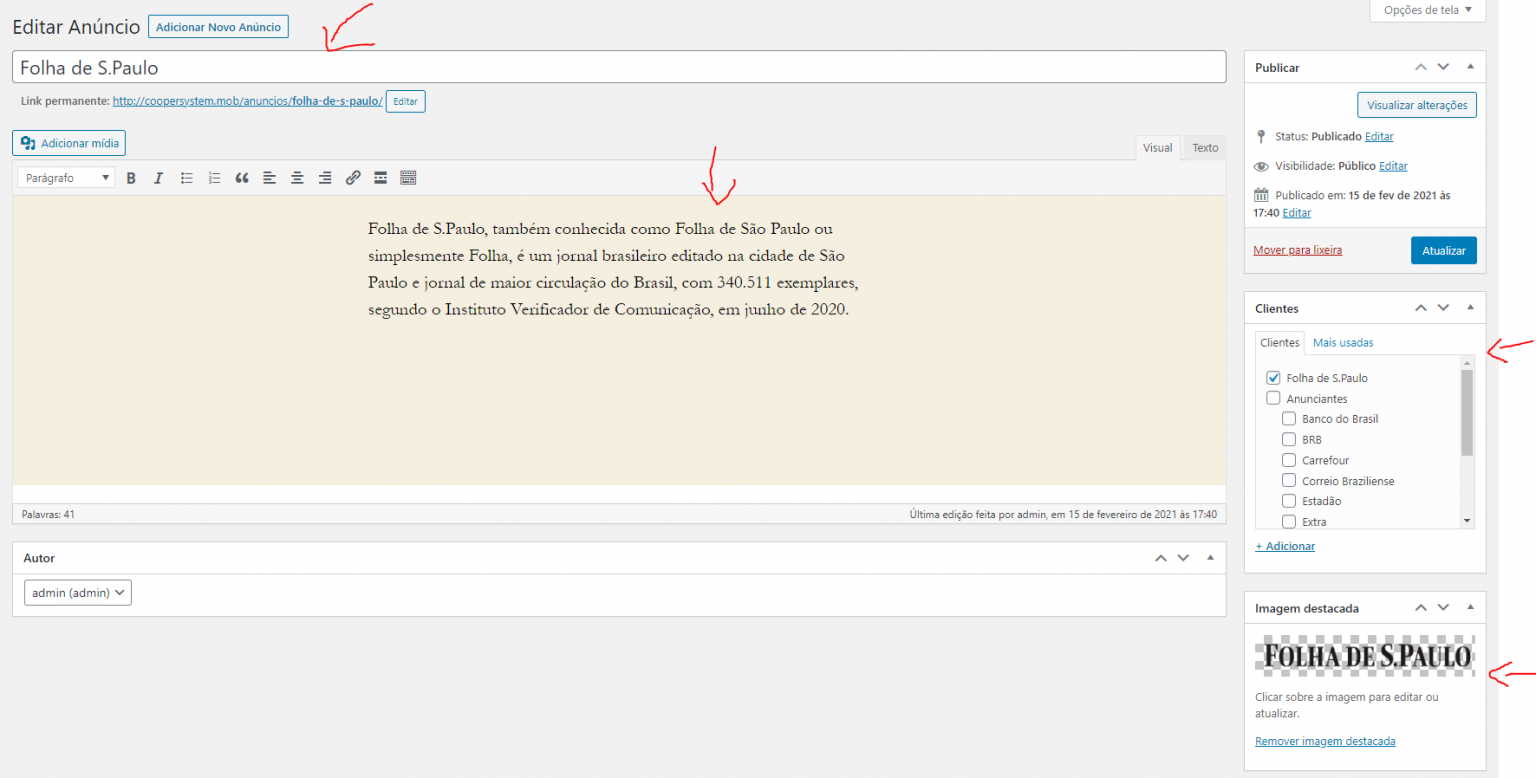 Opções de tela
Editar Anúncio
Adicionar Novo Anúncio
Folha de S.Paulo
Link permanente: http://coopersystem.mob/anuncios/folha-de-s-paulo/ Editar
Adicionar mídia
Visual
Texto
Parágrafo
B I
Folha de S.Paulo, também conhecida como Folha de São Paulo ou
simplesmente Folha, é um jornal brasileiro editado na cidade de São
Paulo e jornal de maior circulação do Brasil, com 340.511 exemplares,
segundo o Instituto Verificador de Comunicação, em junho de 2020.
Palavras: 41
Última edição feita por admin, em 15 de fevereiro de 2021 às 17:40
Autor
admin (admin)
Publicar
Visualizar alterações
Status: Publicado Editar
Visibilidade: Público Editar
Publicado em: 15 de fev de 2021 às
17:40 Editar
Mover para lixeira
Atualizar
Clientes
Clientes
Mais usadas
Folha de S.Paulo
Anunciantes
Banco do Brasil
BRB
Carrefour
Correio Braziliense
Estadão
Extra
+ Adicionar
Imagem destacada
FOLHA DE S.PAULO
Clicar sobre a imagem para editar ou
atualizar.
Remover imagem destacada